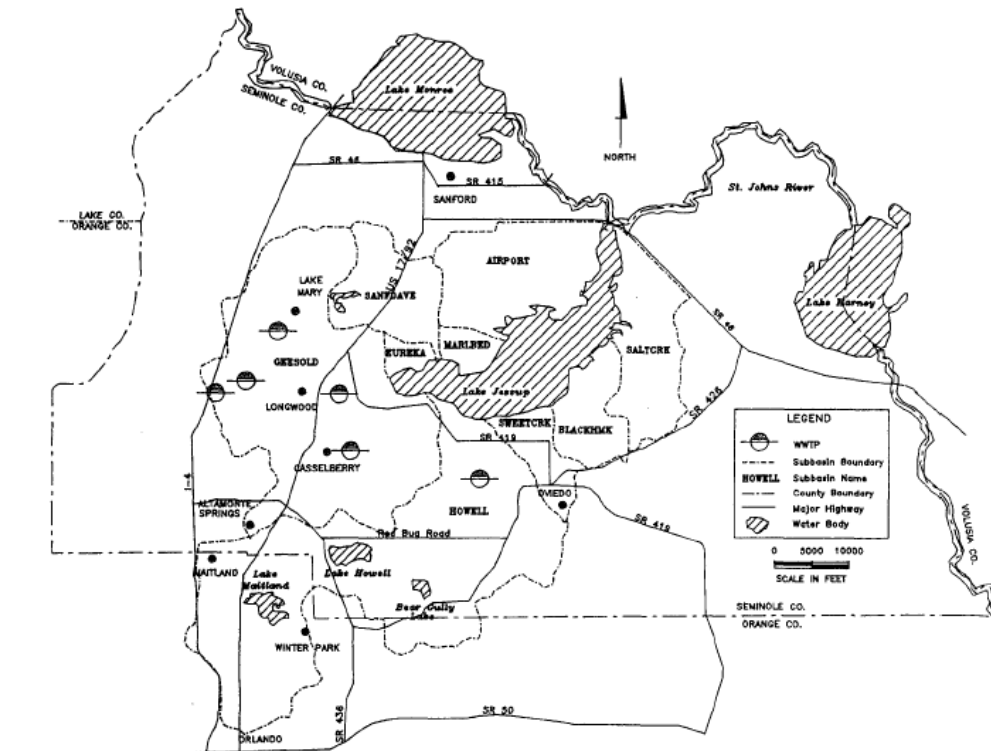 VOLUSIA CO.
SEMINOLE CO.
Lake Monroe
NORTH
SR 46
SR 415
SANFORD
St. Johns River
LAKE CO.
ORANGE CO.
US 17/92
AIRPORT
LAKE
MARY
SANFDAVE
Lake Harney
SR 46
EUREKA
MARLBED
SALTCRK
GEESOLD
Lake Jessup
LONGWOOD
SR 426
SWEETCRK
BLACKHMK
SR 419
CASSELBERRY
I-4
ALTAMONTE
SPRINGS
HOWELL
OVIEDO
SR 419
Red Bug Road
MAITLAND
Lake
Maitland
Lake Howell
Bear Gully
Lake
WINTER PARK
SR 436
SR 50
ORLANDO
LEGEND
WWTP
Subbasin Boundary
HOWELL Subbasin Name
County Boundary
Major Highway
Water Body
0 5000 10000
SCALE IN FEET
VOLUSIA CO.
SEMINOLE CO.
ORANGE CO.